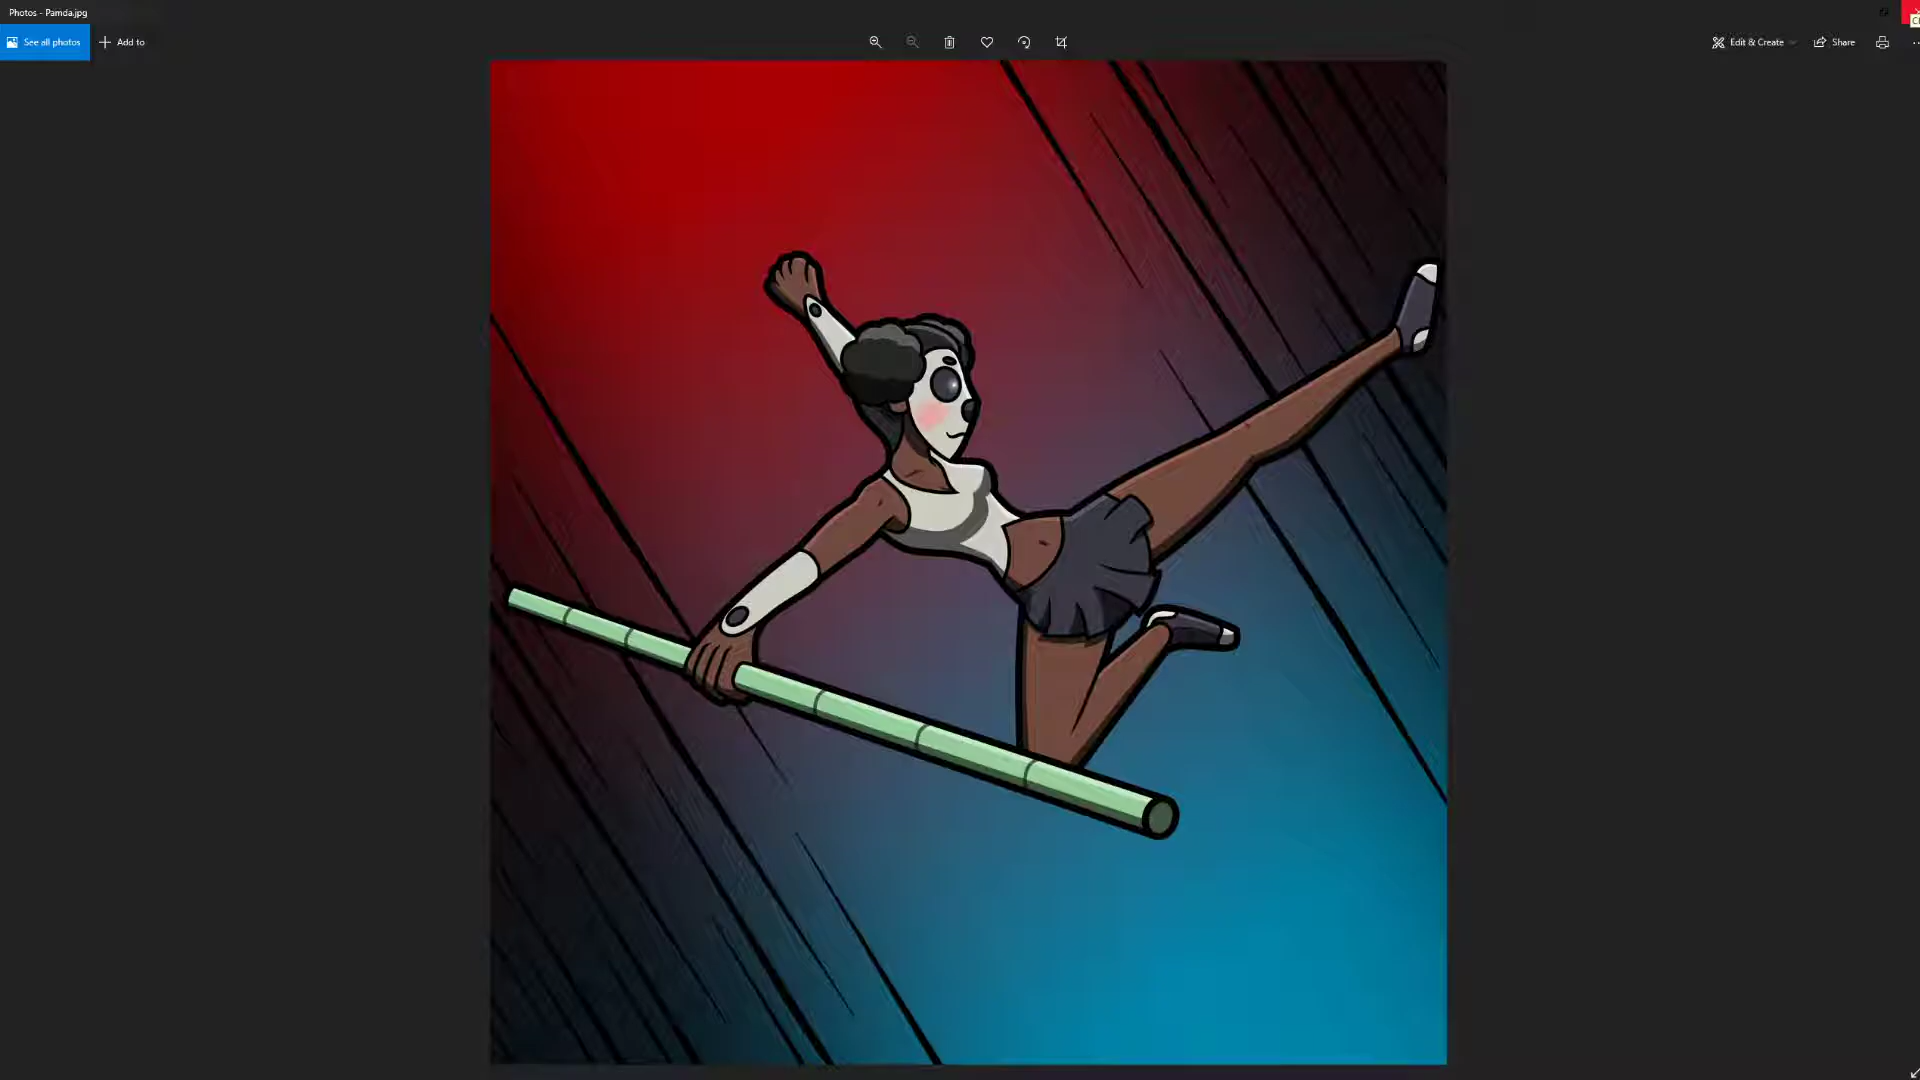 Photos - Pamda.jpg
See all photos
Add to
Edit & Create
Share